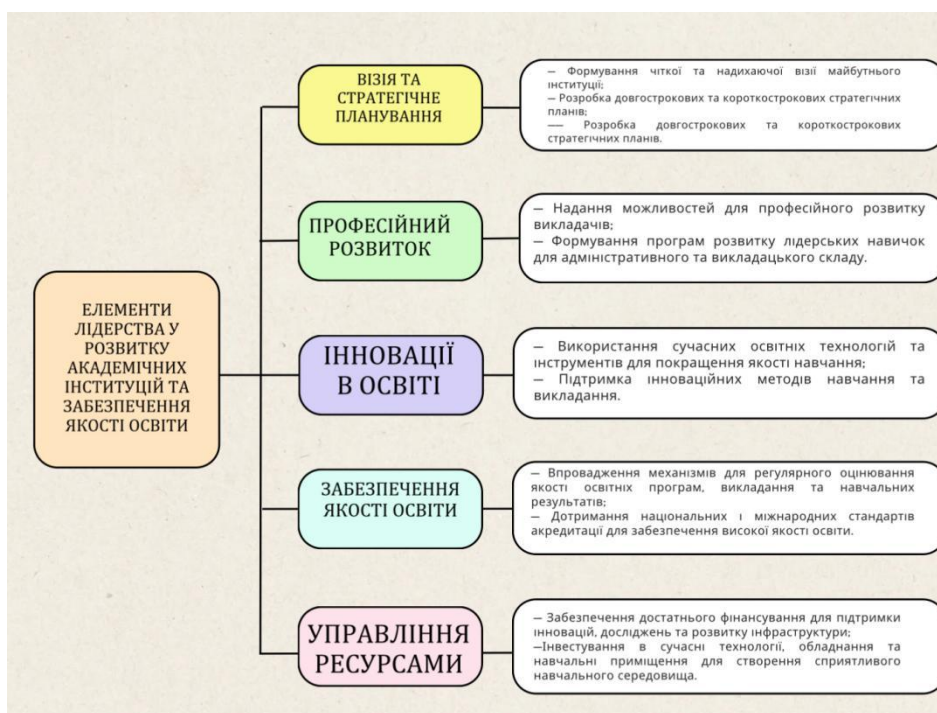 ЕЛЕМЕНТИ
ЛІДЕРСТВА У
РОЗВИТКУ
АКАДЕМІЧНИХ
ІНСТИТУЦІЙ ТА
ЗАБЕЗПЕЧЕННЯ
ЯКОСТІ ОСВІТИ
ВІЗІЯ ТА
СТРАТЕГІЧНЕ
ПЛАНУВАННЯ
— Формування чіткої та надихаючої візії майбутнього
інституції;
— Розробка довгострокових та короткострокових стратегічних
планів;
—– Розробка довгострокових та короткострокових
стратегічних планів.
ПРОФЕСІЙНИЙ
РОЗВИТОК
— Надання можливостей для професійного розвитку
викладачів;
— Формування програм розвитку лідерських навичок
для адміністративного та викладацького складу.
ІННОВАЦІЇ
В ОСВІТІ
— Використання сучасних освітніх технологій та
інструментів для покращення якості навчання;
— Підтримка інноваційних методів навчання та
викладання.
ЗАБЕЗПЕЧЕННЯ
ЯКОСТІ ОСВІТИ
— Впровадження механізмів для регулярного оцінювання
якості освітніх програм, викладання та навчальних
результатів;
— Дотримання національних і міжнародних стандартів
акредитації для забезпечення високої якості освіти.
УПРАВЛІННЯ
РЕСУРСАМИ
— Забезпечення достатнього фінансування для підтримки
інновацій, досліджень та розвитку інфраструктури;
—Інвестування в сучасні технології, обладнання та
навчальні приміщення для створення сприятливого
навчального середовища.